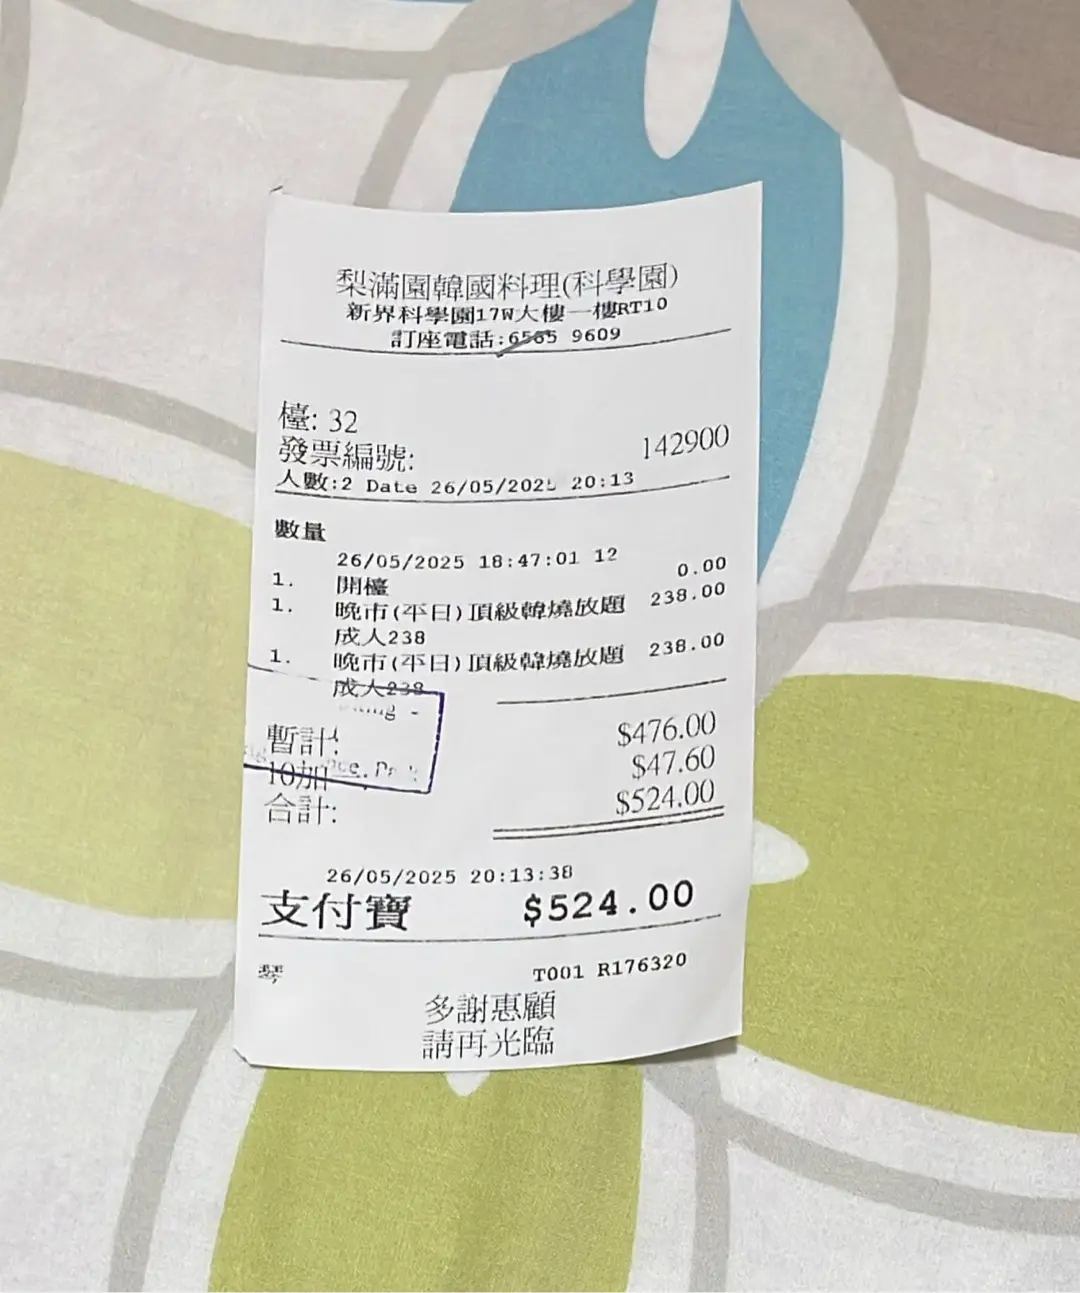 梨滿園韓國料理(科學園)
新界科學園17W大樓一樓RT10
訂座電話:6565 9609
檯: 32
發票編號: 142900
人數:2 Date 26/05/2025 20:13
數量
26/05/2025 18:47:01 12
1. 開檯 0.00
1. 晚市(平日)頂級韓燒放題 238.00
成人238
1. 晚市(平日)頂級韓燒放題 238.00
成人238
暫計: $476.00
10加一: $47.60
合計: $524.00
26/05/2025 20:13:38
支付寶 $524.00
琴 T001 R176320
多謝惠顧
請再光臨